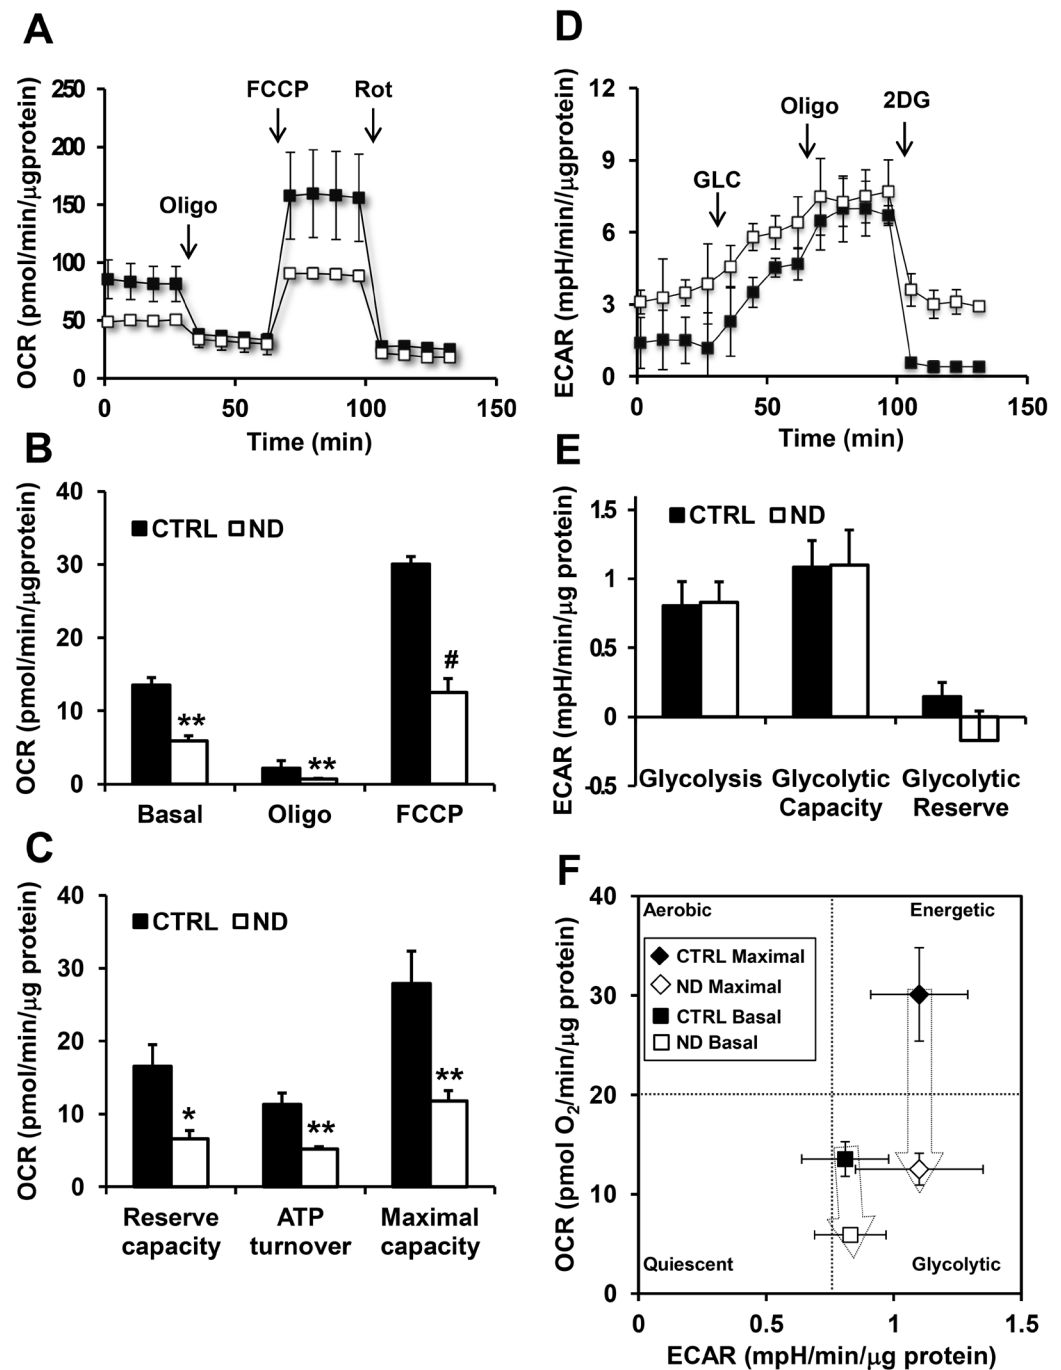 A
OCR (pmol/min/μgprotein)
250
200
150
100
50
0
FCCP
Rot
Oligo
0
50
100
150
Time (min)
B
OCR (pmol/min/μgprotein)
40
30
20
10
0
CTRL ND
**
**
#
Basal
Oligo
FCCP
C
OCR (pmol/min/μg protein)
40
30
20
10
0
CTRL ND
*
**
**
Reserve
capacity
ATP
turnover
Maximal
capacity
D
ECAR (mpH/min//μgprotein)
12
9
6
3
0
GLC
Oligo
2DG
0
50
100
150
Time (min)
E
ECAR (mpH/min/μg protein)
1.5
1
0.5
0
-0.5
CTRL ND
Glycolysis
Glycolytic
Capacity
Glycolytic
Reserve
F
OCR (pmol O2/min/μg protein)
40
30
20
10
0
Aerobic
Energetic
CTRL Maximal
ND Maximal
CTRL Basal
ND Basal
Quiescent
Glycolytic
0
0.5
1
1.5
ECAR (mpH/min/μg protein)